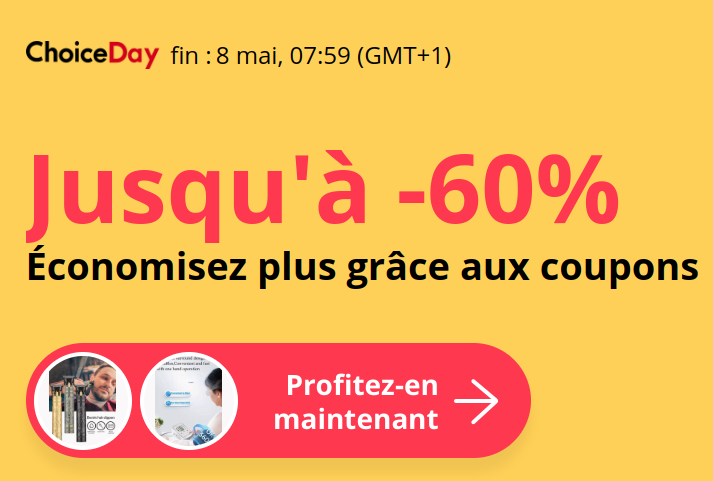 ChoiceDay fin : 8 mai, 07:59 (GMT+1)
Jusqu'à -60%
Économisez plus grâce aux coupons
Profitez-en
maintenant